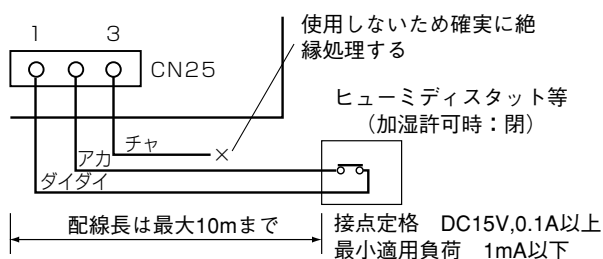 1 3
CN25
使用しないため確実に絶
縁処理する
ヒューミディスタット等
（加湿許可時：閉）
チャ
×
アカ
ダイダイ
配線長は最大10mまで
接点定格 DC15V,0.1A以上
最小適用負荷 1mA以下